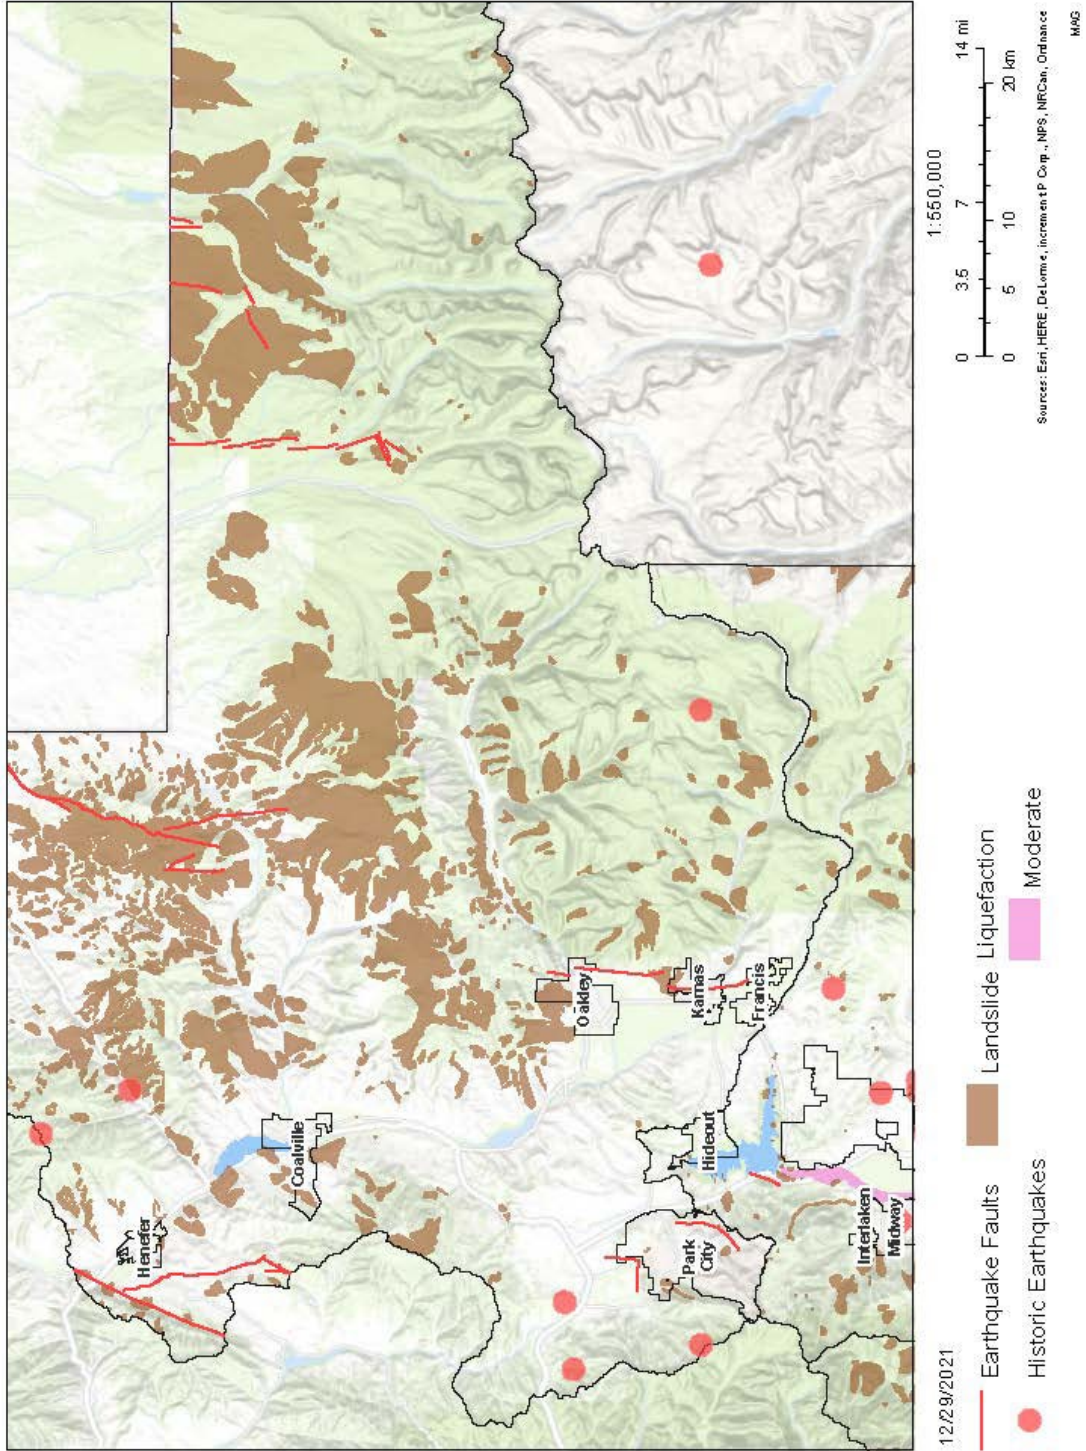 Henefer
Coalville
Oakley
Kamas
Francis
Hideout
Park
City
Interlaken
Midway
12/29/2021
1:550,000
0 3.5 7 14 mi
0 5 10 20 km
Earthquake Faults
Historic Earthquakes
Landslide
Liquefaction
Moderate
Sources: Esri, HERE, DeLorme, increment P Corp., NPS, NRCan, Ordnance
MAG